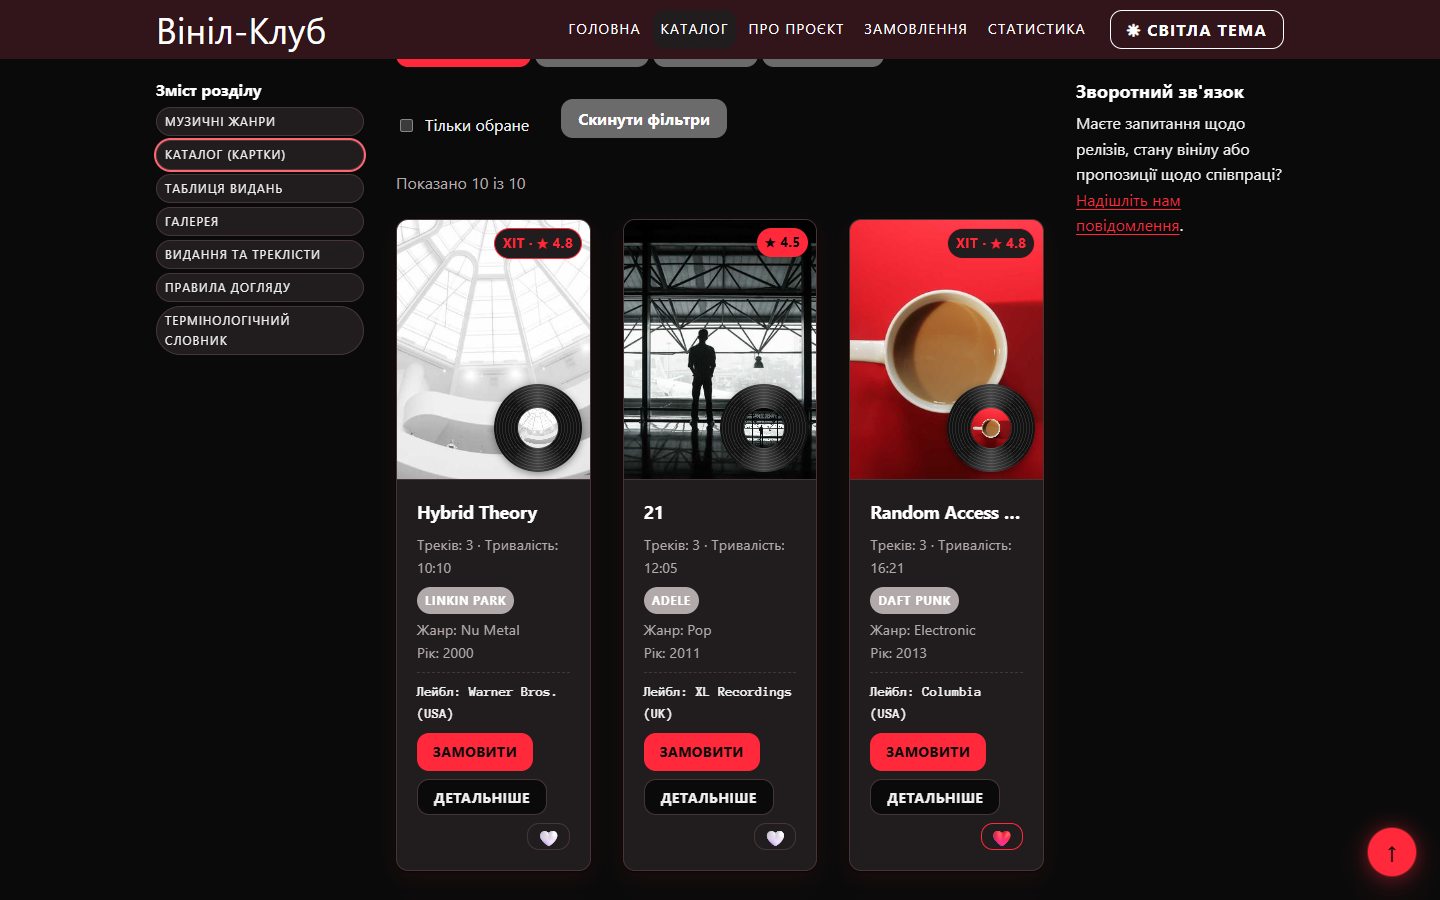 Вініл-Клуб
ГОЛОВНА
КАТАЛОГ
ПРО ПРОЄКТ
ЗАМОВЛЕННЯ
СТАТИСТИКА
❋ СВІТЛА ТЕМА
Зміст розділу
МУЗИЧНІ ЖАНРИ
КАТАЛОГ (КАРТКИ)
ТАБЛИЦЯ ВИДАНЬ
ГАЛЕРЕЯ
ВИДАННЯ ТА ТРЕКЛІСТИ
ПРАВИЛА ДОГЛЯДУ
ТЕРМІНОЛОГІЧНИЙ
СЛОВНИК
Тільки обране
Скинути фільтри
Показано 10 із 10
ХІТ · ★ 4.8
Hybrid Theory
Треків: 3 · Тривалість:
10:10
LINKIN PARK
Жанр: Nu Metal
Рік: 2000
Лейбл: Warner Bros.
(USA)
ЗАМОВИТИ
ДЕТАЛЬНІШЕ
★ 4.5
21
Треків: 3 · Тривалість:
12:05
ADELE
Жанр: Pop
Рік: 2011
Лейбл: XL Recordings
(UK)
ЗАМОВИТИ
ДЕТАЛЬНІШЕ
ХІТ · ★ 4.8
Random Access ...
Треків: 3 · Тривалість:
16:21
DAFT PUNK
Жанр: Electronic
Рік: 2013
Лейбл: Columbia
(USA)
ЗАМОВИТИ
ДЕТАЛЬНІШЕ
Зворотний зв'язок
Маєте запитання щодо
релізів, стану вінілу або
пропозиції щодо співпраці?
Надішліть нам
повідомлення.
↑